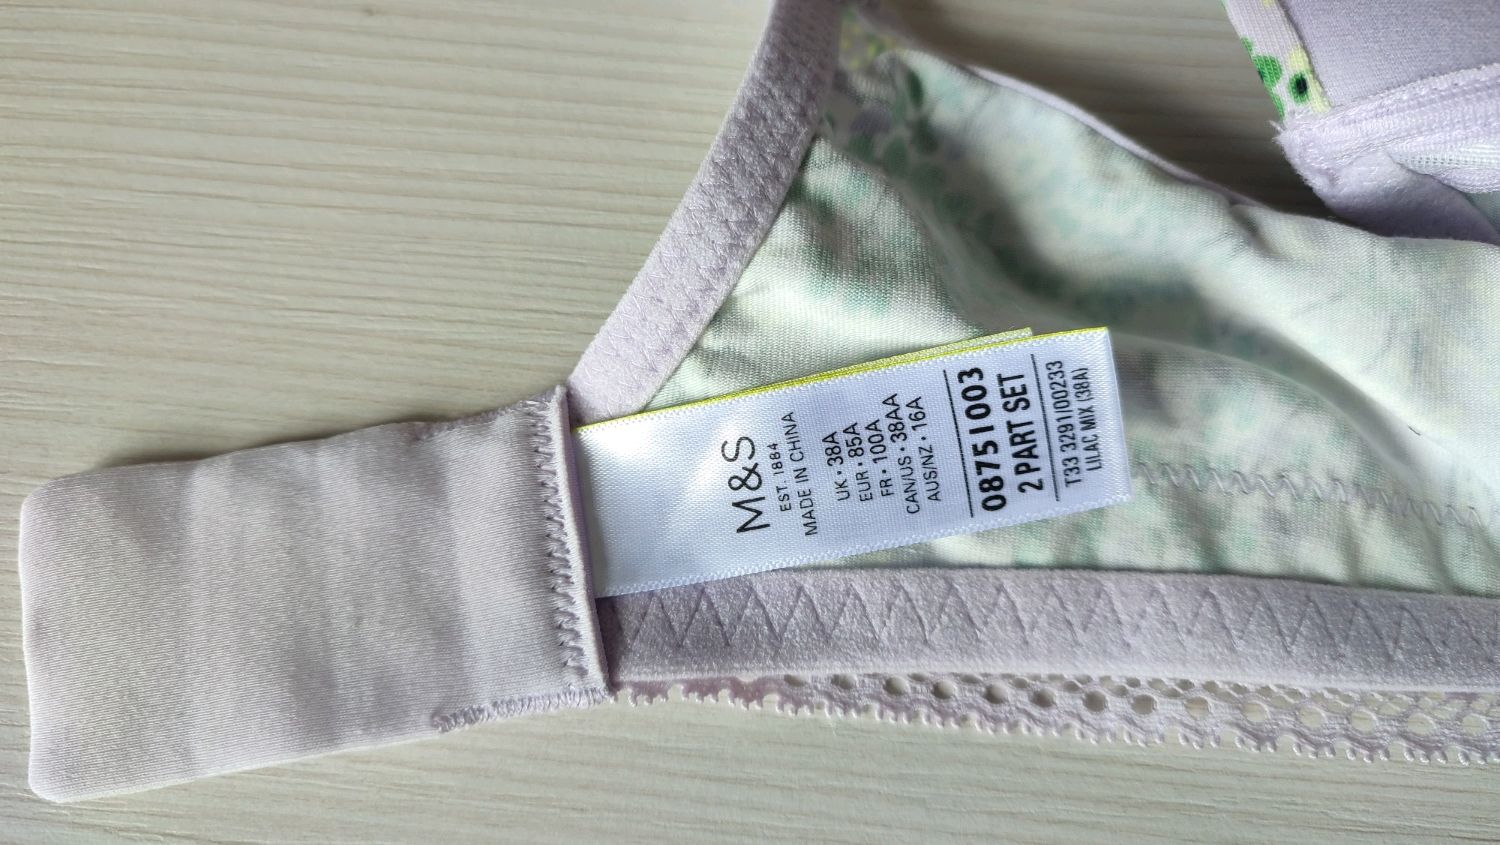 M&S
EST. 1884
MADE IN CHINA
UK • 38A
EUR • 85A
FR • 100A
CAN/US • 38AA
AUS/NZ • 16A
08751003
2 PART SET
T33 3291I/00233
LILAC MIX (38A)